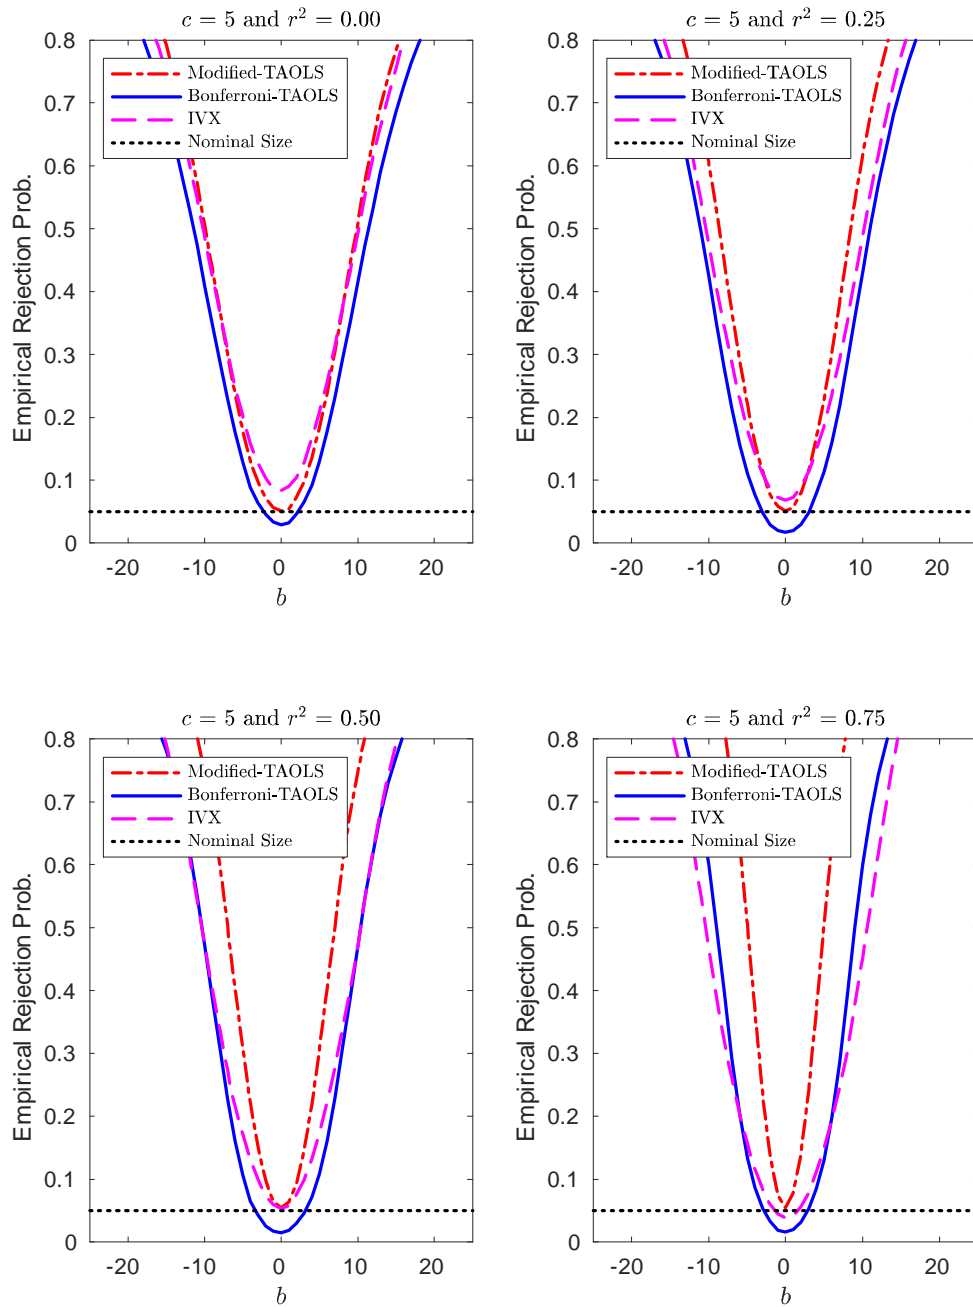 c = 5 and r² = 0.00
0.8
0.7
0.6
0.5
0.4
0.3
0.2
0.1
0
Empirical Rejection Prob.
Modified-TAOLS
Bonferroni-TAOLS
IVX
Nominal Size
-20 -10 0 10 20
b
c = 5 and r² = 0.25
0.8
0.7
0.6
0.5
0.4
0.3
0.2
0.1
0
Empirical Rejection Prob.
Modified-TAOLS
Bonferroni-TAOLS
IVX
Nominal Size
-20 -10 0 10 20
b
c = 5 and r² = 0.50
0.8
0.7
0.6
0.5
0.4
0.3
0.2
0.1
0
Empirical Rejection Prob.
Modified-TAOLS
Bonferroni-TAOLS
IVX
Nominal Size
-20 -10 0 10 20
b
c = 5 and r² = 0.75
0.8
0.7
0.6
0.5
0.4
0.3
0.2
0.1
0
Empirical Rejection Prob.
Modified-TAOLS
Bonferroni-TAOLS
IVX
Nominal Size
-20 -10 0 10 20
b